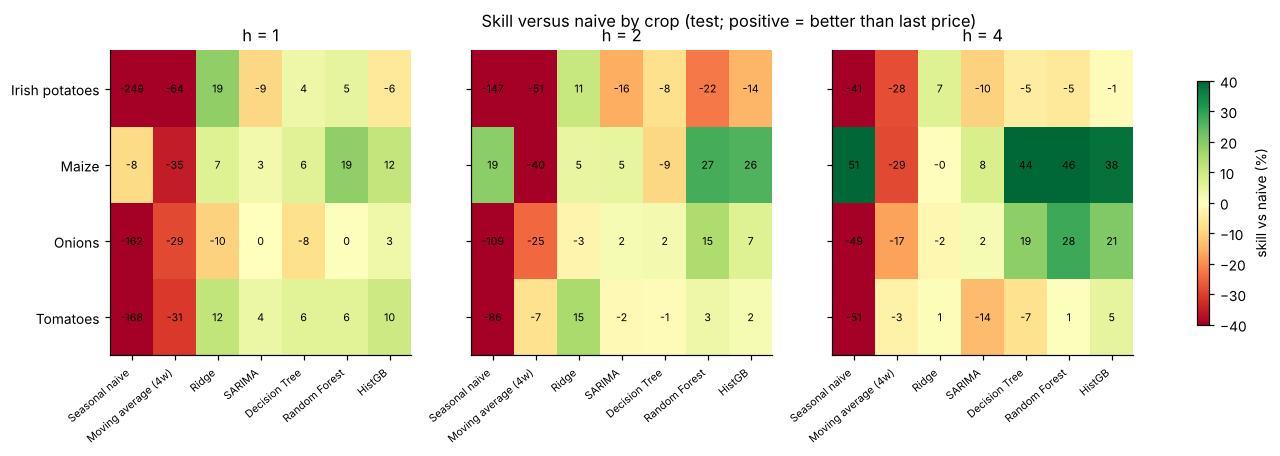 Skill versus naive by crop (test; positive = better than last price)
h = 1
h = 2
h = 4
Irish potatoes
-249 -64 19 -9 4 5 -6
-147 -51 11 -16 -8 -22 -14
-41 -28 7 -10 -5 -5 -1
Maize
-8 -35 7 3 6 19 12
19 -40 5 5 -9 27 26
51 -29 -0 8 44 46 38
Onions
-162 -29 -10 0 -8 0 3
-109 -25 -3 2 2 15 7
-49 -17 -2 2 19 28 21
Tomatoes
-168 -31 12 4 6 6 10
-86 -7 15 -2 -1 3 2
-51 -3 1 -14 -7 1 5
Seasonal naive
Moving average (4w)
Ridge
SARIMA
Decision Tree
Random Forest
HistGB
Seasonal naive
Moving average (4w)
Ridge
SARIMA
Decision Tree
Random Forest
HistGB
Seasonal naive
Moving average (4w)
Ridge
SARIMA
Decision Tree
Random Forest
HistGB
40
30
20
10
0
−10
−20
−30
−40
skill vs naive (%)